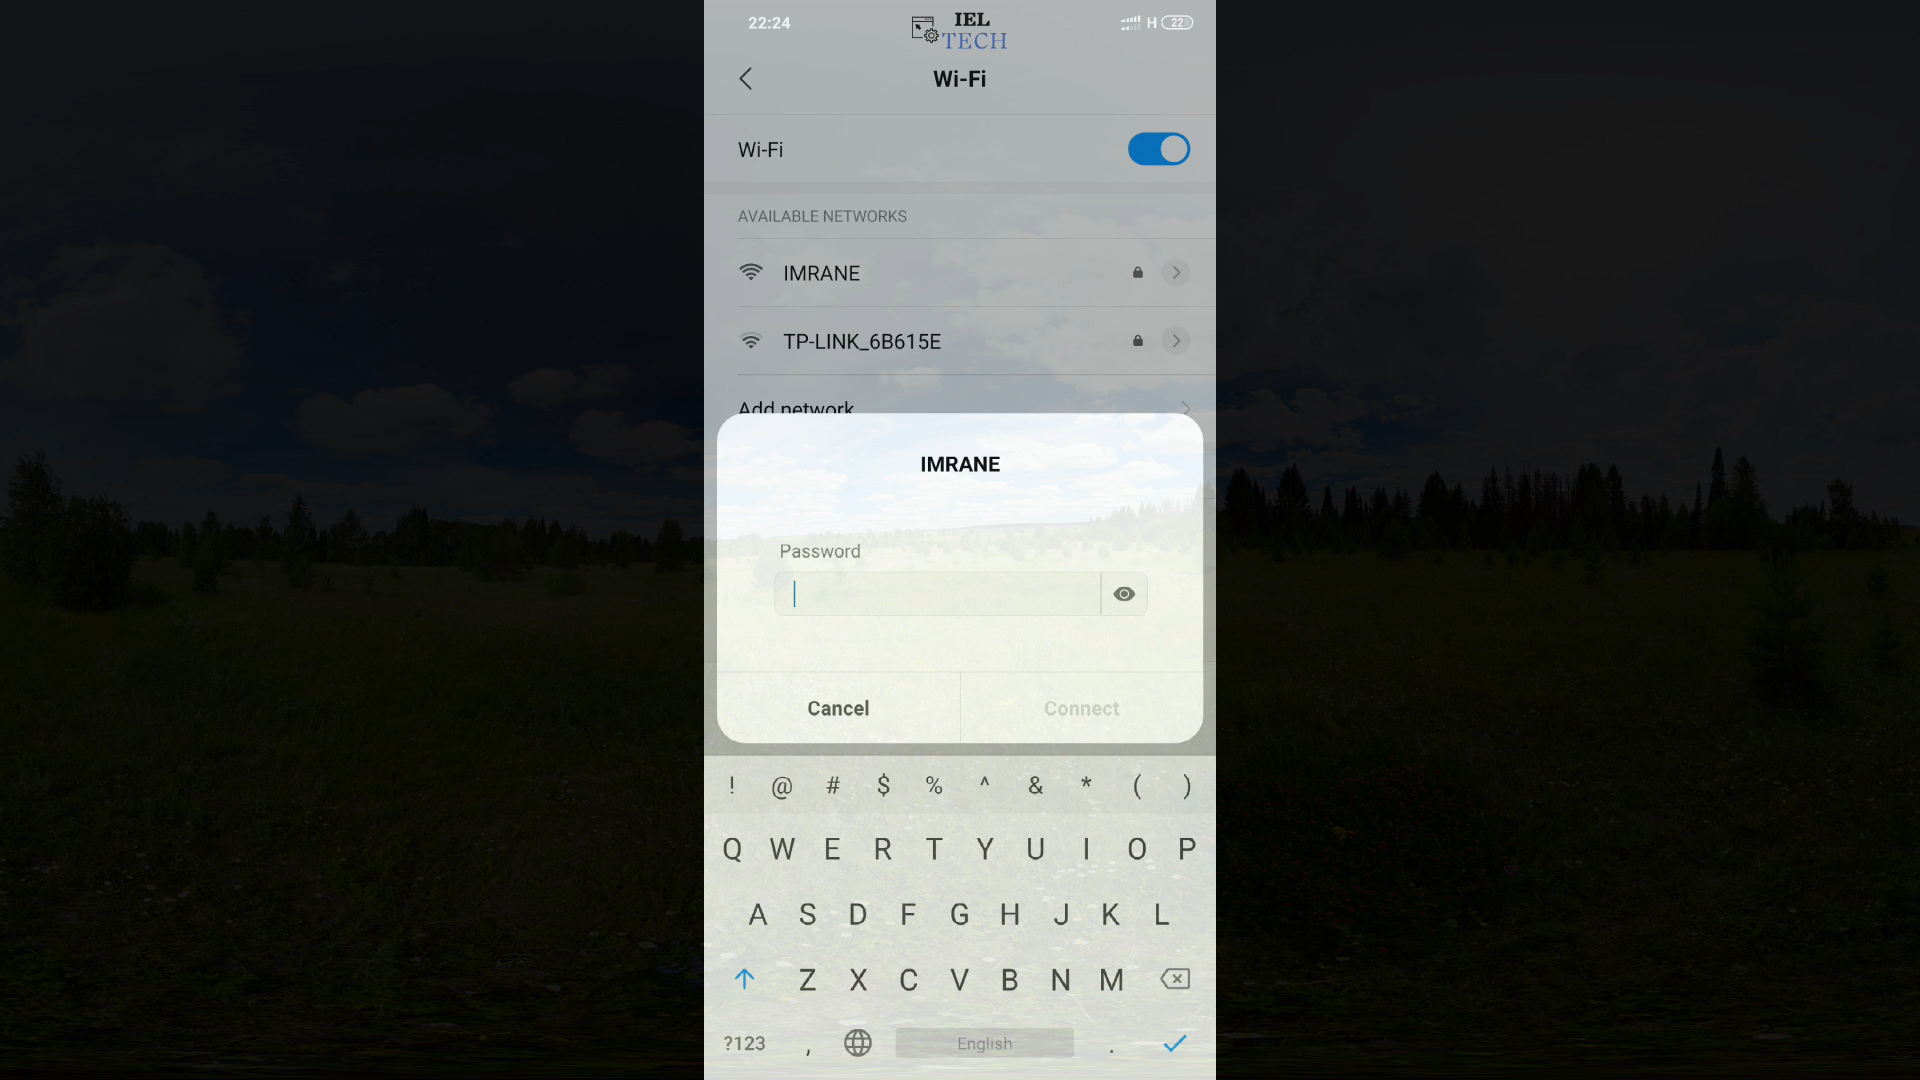 22:24
IEL
TECH
H
22
Wi-Fi
Wi-Fi
AVAILABLE NETWORKS
IMRANE
TP-LINK_6B615E
Add network
IMRANE
Password
Cancel
Connect
! @ # $ % ^ & * ( )
Q W E R T Y U I O P
A S D F G H J K L
Z X C V B N M
?123 , English .